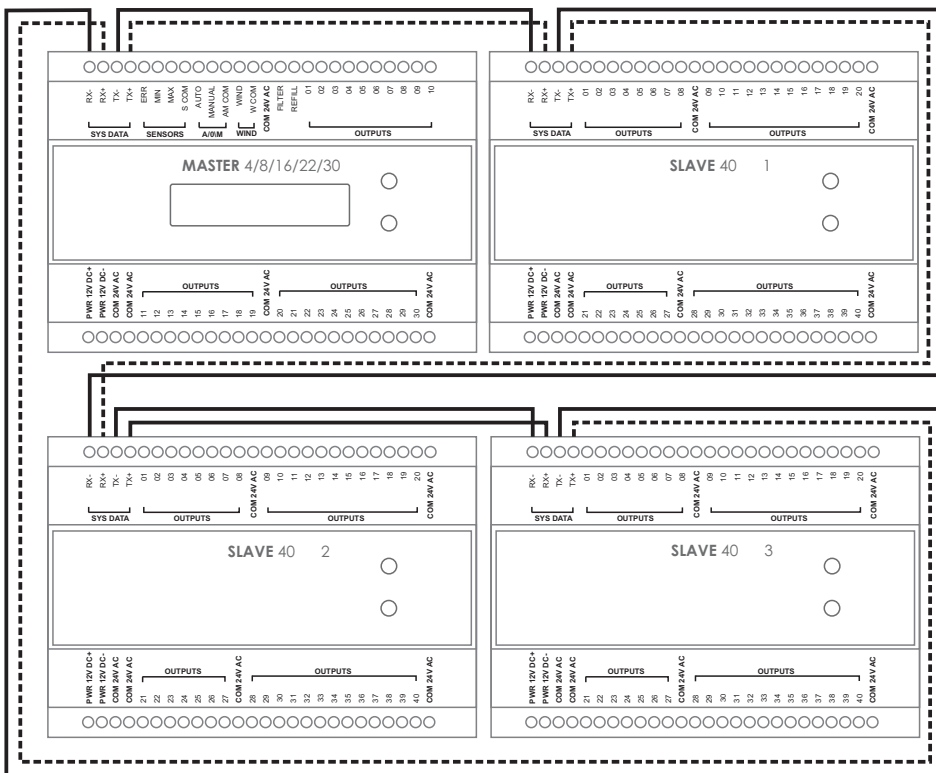 RX- RX+ TX- TX+ ERR MIN MAX S COM AUTO MANUAL AM COM WIND W COM COM 24V AC FILTER REFILL 01 02 03 04 05 06 07 08 09 10
SYS DATA SENSORS A/0\M WIND OUTPUTS
MASTER 4/8/16/22/30
OUTPUTS
PWR 12V DC+ PWR 12V DC- COM 24V AC COM 24V AC 11 12 13 14 15 16 17 18 19 COM 24V AC 20 21 22 23 24 25 26 27 28 29 30 COM 24V AC
RX- RX+ TX- TX+ 01 02 03 04 05 06 07 08 COM 24V AC 09 10 11 12 13 14 15 16 17 18 19 20 COM 24V AC
SYS DATA OUTPUTS OUTPUTS
SLAVE 40 1
OUTPUTS OUTPUTS
PWR 12V DC+ PWR 12V DC- COM 24V AC COM 24V AC 21 22 23 24 25 26 27 COM 24V AC 28 29 30 31 32 33 34 35 36 37 38 39 40 COM 24V AC
RX- RX+ TX- TX+ 01 02 03 04 05 06 07 08 COM 24V AC 09 10 11 12 13 14 15 16 17 18 19 20 COM 24V AC
SYS DATA OUTPUTS OUTPUTS
SLAVE 40 2
OUTPUTS OUTPUTS
PWR 12V DC+ PWR 12V DC- COM 24V AC COM 24V AC 21 22 23 24 25 26 27 COM 24V AC 28 29 30 31 32 33 34 35 36 37 38 39 40 COM 24V AC
RX- RX+ TX- TX+ 01 02 03 04 05 06 07 08 COM 24V AC 09 10 11 12 13 14 15 16 17 18 19 20 COM 24V AC
SYS DATA OUTPUTS OUTPUTS
SLAVE 40 3
OUTPUTS OUTPUTS
PWR 12V DC+ PWR 12V DC- COM 24V AC COM 24V AC 21 22 23 24 25 26 27 COM 24V AC 28 29 30 31 32 33 34 35 36 37 38 39 40 COM 24V AC